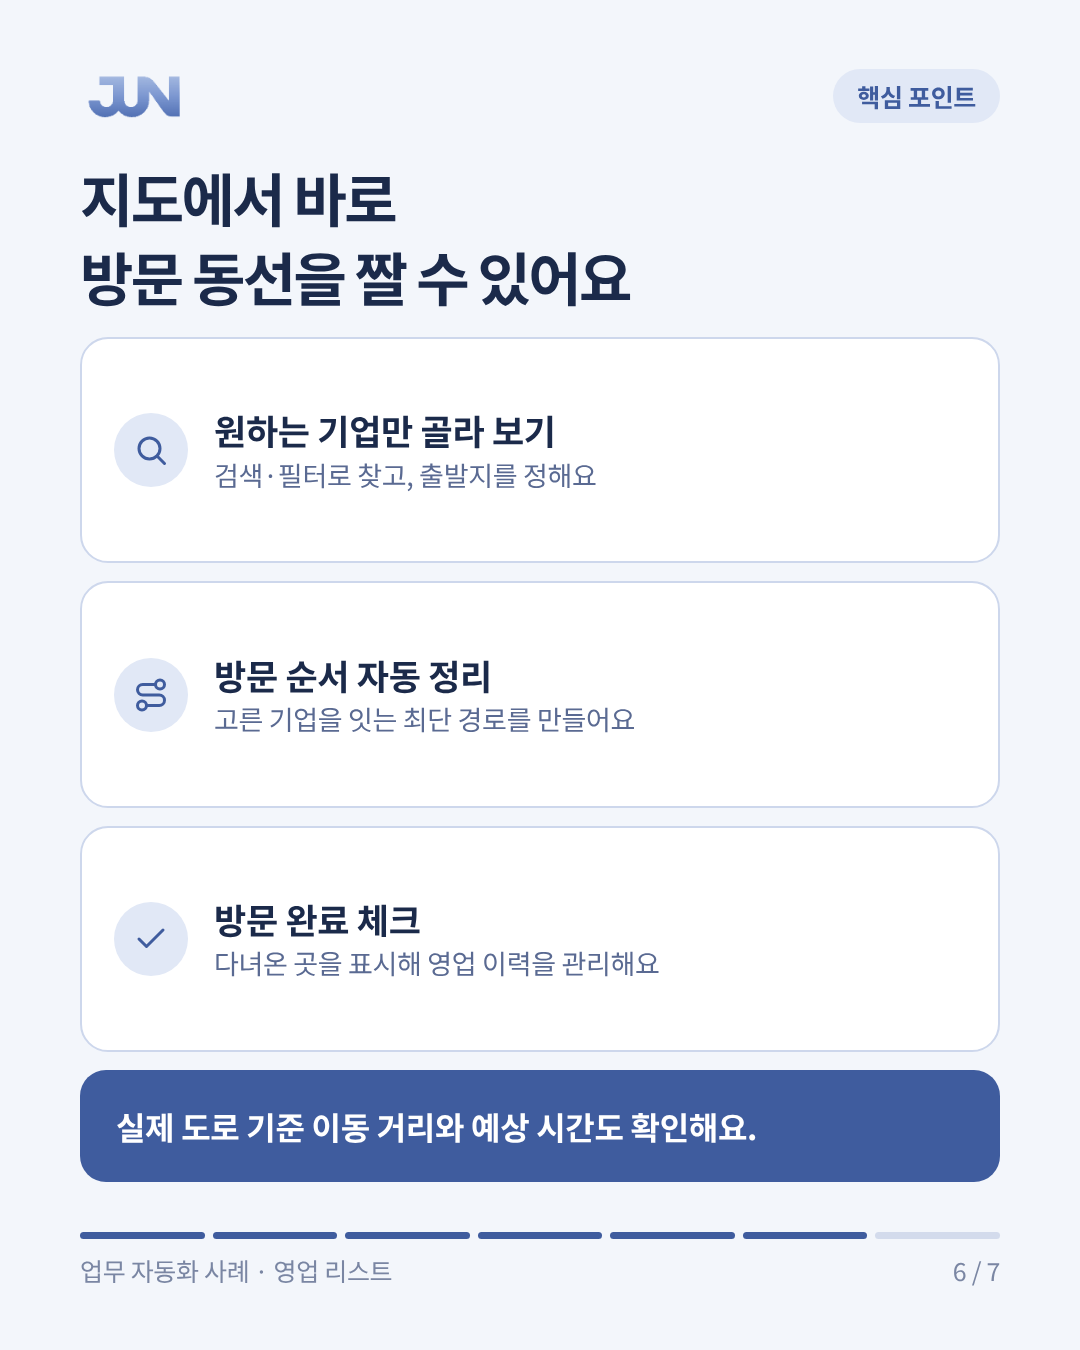 JUN
핵심 포인트
지도에서 바로
방문 동선을 짤 수 있어요
원하는 기업만 골라 보기
검색·필터로 찾고, 출발지를 정해요
방문 순서 자동 정리
고른 기업을 잇는 최단 경로를 만들어요
방문 완료 체크
다녀온 곳을 표시해 영업 이력을 관리해요
실제 도로 기준 이동 거리와 예상 시간도 확인해요.
업무 자동화 사례 · 영업 리스트
6 / 7